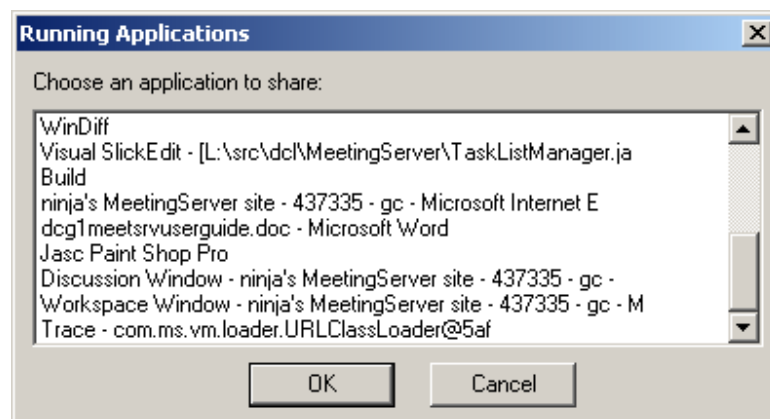 Running Applications
Choose an application to share:
WinDiff
Visual SlickEdit - [L:\src\dcl\MeetingServer\TaskListManager.ja
Build
ninja's MeetingServer site - 437335 - gc - Microsoft Internet E
dcg1meetsrvuserguide.doc - Microsoft Word
Jasc Paint Shop Pro
Discussion Window - ninja's MeetingServer site - 437335 - gc -
Workspace Window - ninja's MeetingServer site - 437335 - gc - M
Trace - com.ms.vm.loader.URLClassLoader@5af
OK Cancel